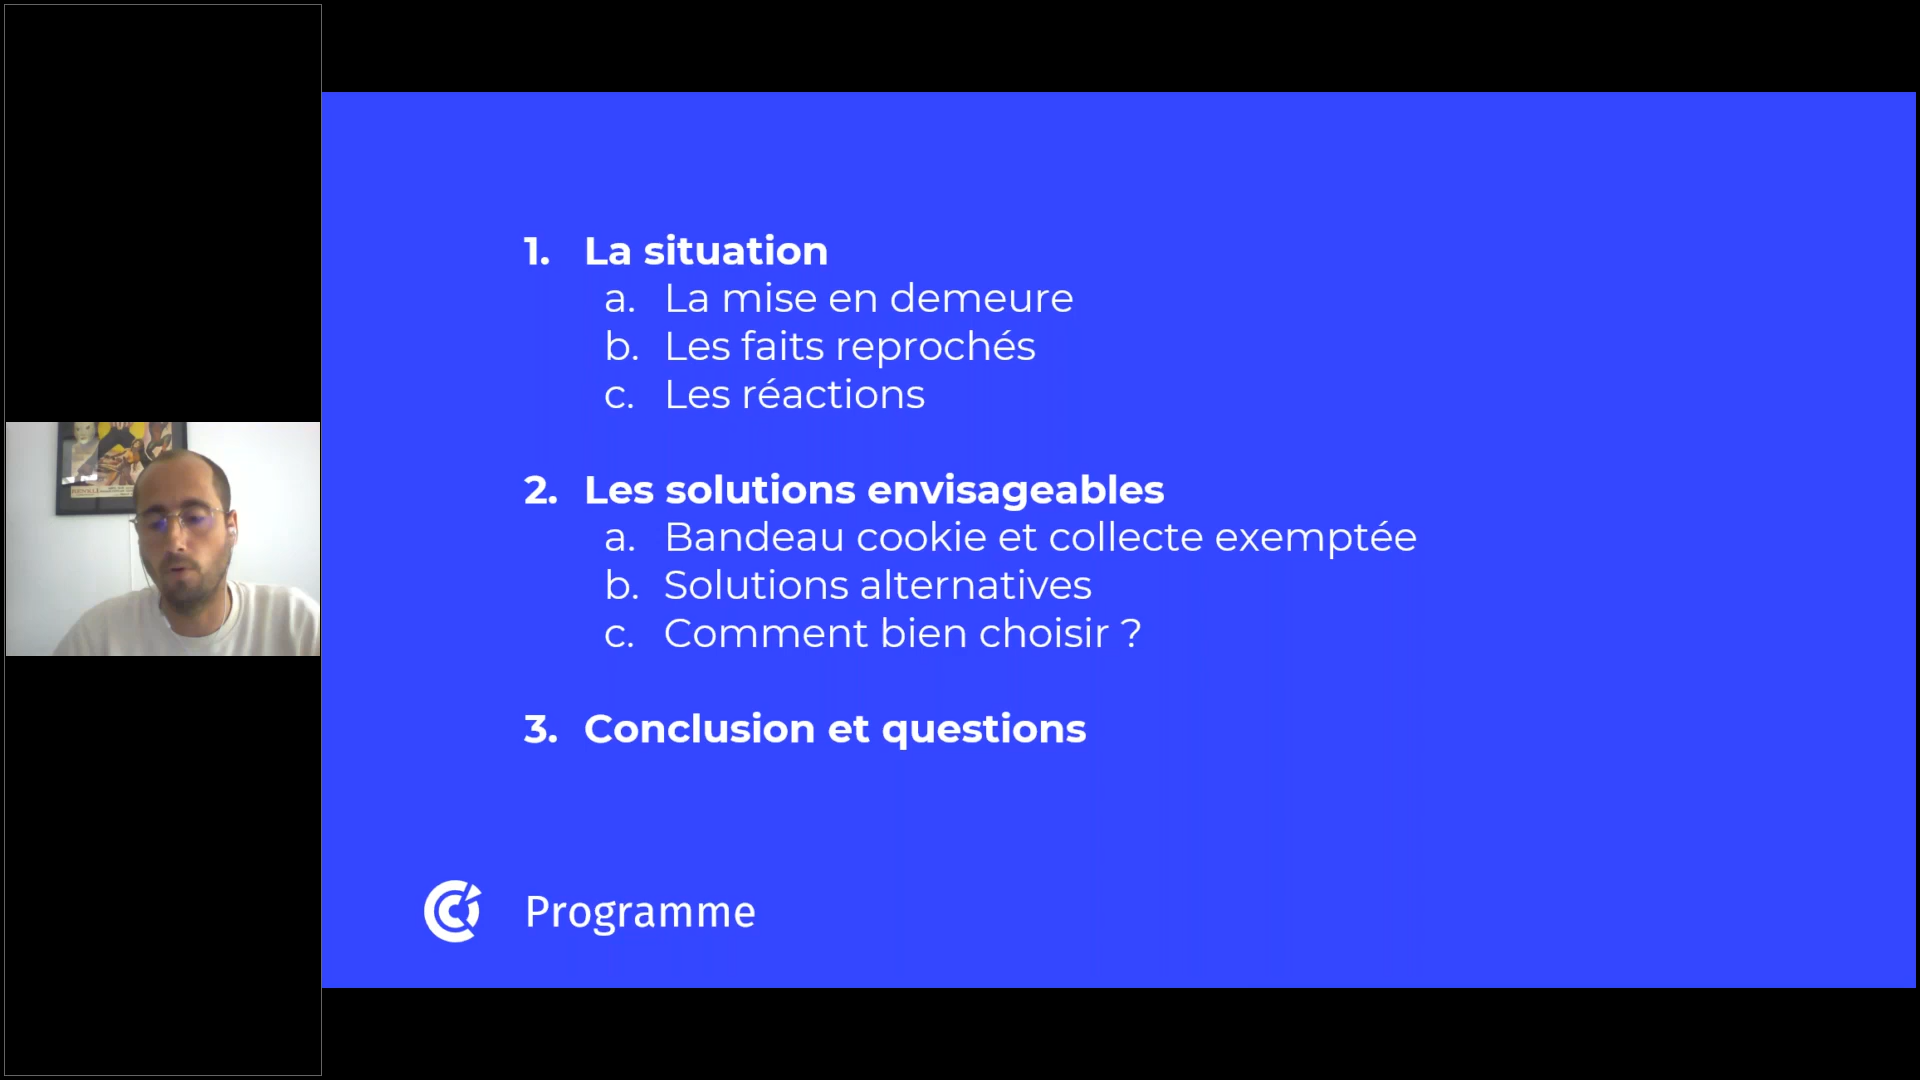 1. La situation
a. La mise en demeure
b. Les faits reprochés
c. Les réactions
2. Les solutions envisageables
a. Bandeau cookie et collecte exemptée
b. Solutions alternatives
c. Comment bien choisir ?
3. Conclusion et questions
Programme